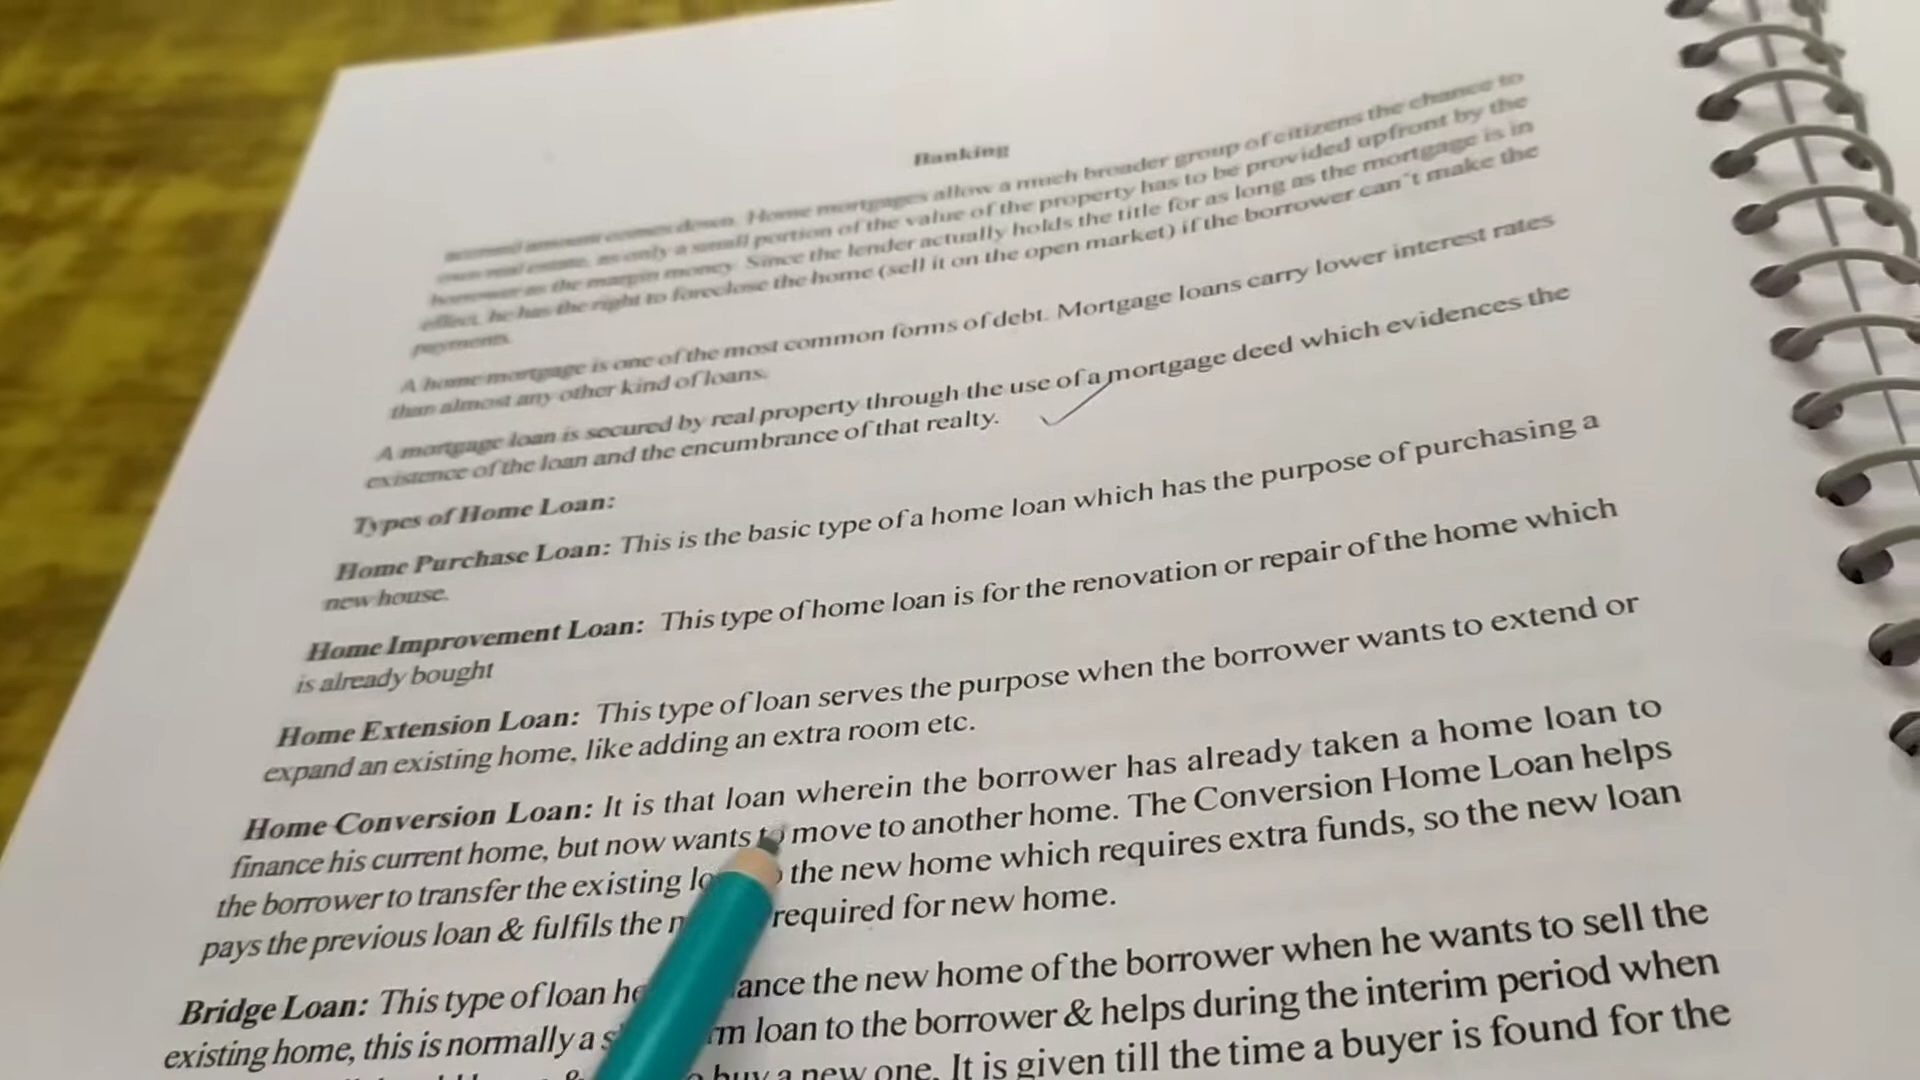 Banking
amount comes down. Home mortgages allow a much broader group of citizens the chance to
own real estate, as only a small portion of the value of the property has to be provided upfront by the
borrower as the margin money. Since the lender actually holds the title for as long as the mortgage is in
effect, he has the right to foreclose the home (sell it on the open market) if the borrower can't make the
payments.
A home mortgage is one of the most common forms of debt. Mortgage loans carry lower interest rates
than almost any other kind of loans.
A mortgage loan is secured by real property through the use of a mortgage deed which evidences the
existence of the loan and the encumbrance of that realty.
Types of Home Loan:
Home Purchase Loan: This is the basic type of a home loan which has the purpose of purchasing a
new house.
Home Improvement Loan: This type of home loan is for the renovation or repair of the home which
is already bought
Home Extension Loan: This type of loan serves the purpose when the borrower wants to extend or
expand an existing home, like adding an extra room etc.
Home Conversion Loan: It is that loan wherein the borrower has already taken a home loan to
finance his current home, but now wants to move to another home. The Conversion Home Loan helps
the borrower to transfer the existing the new home which requires extra funds, so the new loan
pays the previous loan & fulfils the required for new home.
Bridge Loan: This type of loan the new home of the borrower when he wants to sell the
existing home, this is normally a loan to the borrower & helps during the interim period when
buy a new one. It is given till the time a buyer is found for the